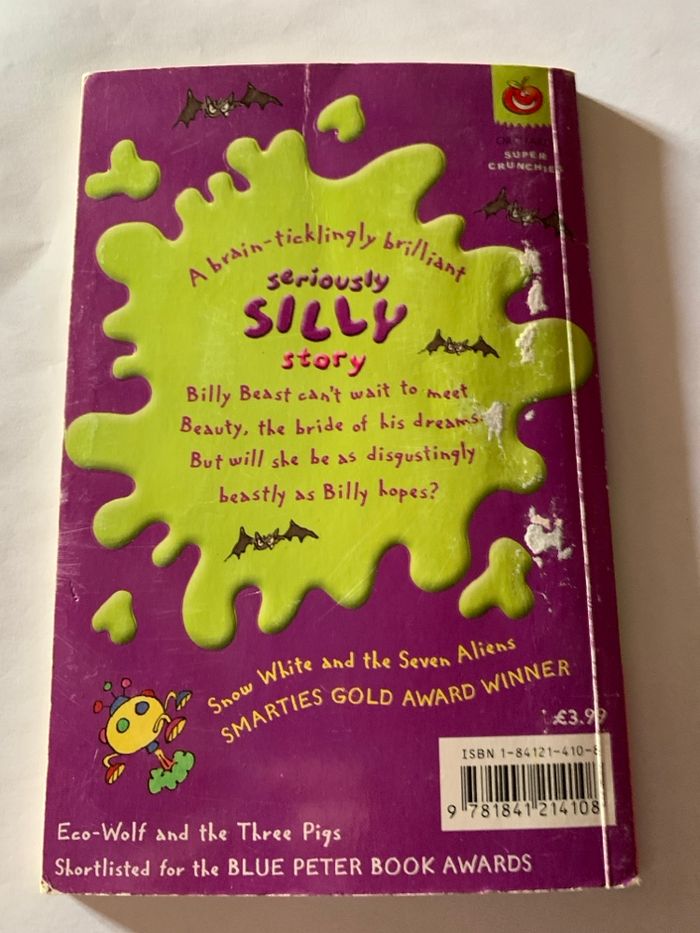 SUPER
CRUNCHIES
A brain-ticklingly brilliant
seriously
SILLY
story
Billy Beast can't wait to meet
Beauty, the bride of his dreams.
But will she be as disgustingly
beastly as Billy hopes?
Snow White and the Seven Aliens
SMARTIES GOLD AWARD WINNER
£3.99
ISBN 1-84121-410-8
9 781841 214108
Eco-Wolf and the Three Pigs
Shortlisted for the BLUE PETER BOOK AWARDS